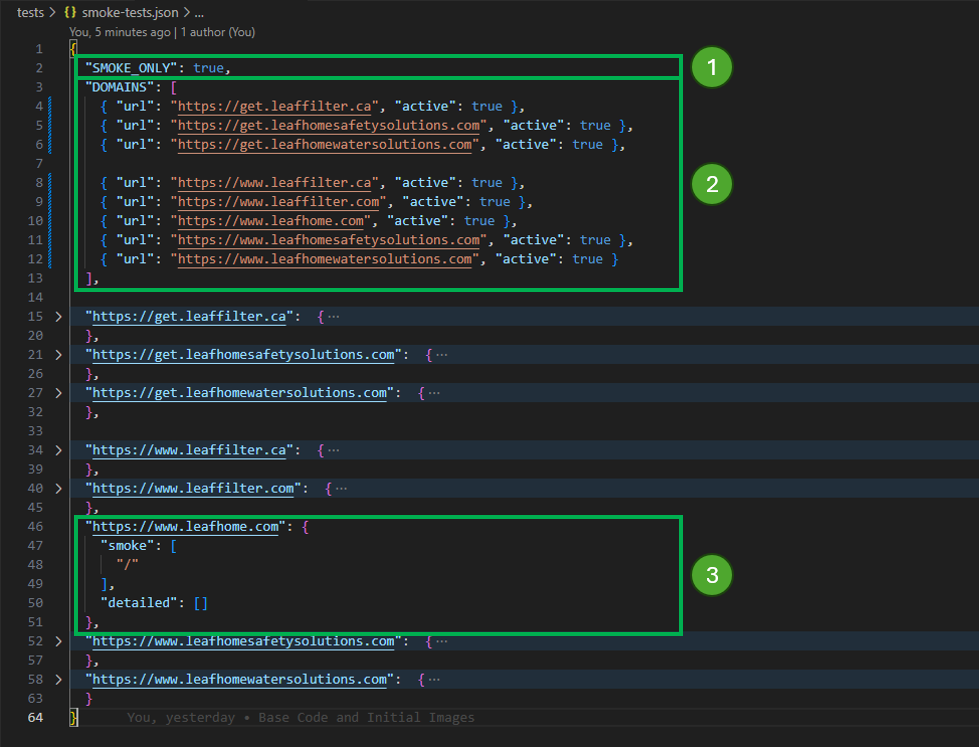 tests > {} smoke-tests.json > ...
You, 5 minutes ago | 1 author (You)
1 {
2 "SMOKE_ONLY": true,
1
3 "DOMAINS": [
4 { "url": "https://get.leaffilter.ca", "active": true },
5 { "url": "https://get.leafhomesafetysolutions.com", "active": true },
6 { "url": "https://get.leafhomewatersolutions.com", "active": true },
7
8 { "url": "https://www.leaffilter.ca", "active": true },
2
9 { "url": "https://www.leaffilter.com", "active": true },
10 { "url": "https://www.leafhome.com", "active": true },
11 { "url": "https://www.leafhomesafetysolutions.com", "active": true },
12 { "url": "https://www.leafhomewatersolutions.com", "active": true }
13 ],
14
15 > "https://get.leaffilter.ca": {···
20 },
21 > "https://get.leafhomesafetysolutions.com": {···
26 },
27 > "https://get.leafhomewatersolutions.com": {···
32 },
33
34 > "https://www.leaffilter.ca": {···
39 },
40 > "https://www.leaffilter.com": {···
45 },
46 "https://www.leafhome.com": {
47 "smoke": [
48 "/"
49 ],
3
50 "detailed": []
51 },
52 > "https://www.leafhomesafetysolutions.com": {···
57 },
58 > "https://www.leafhomewatersolutions.com": {···
63 }
64 } You, yesterday • Base Code and Initial Images